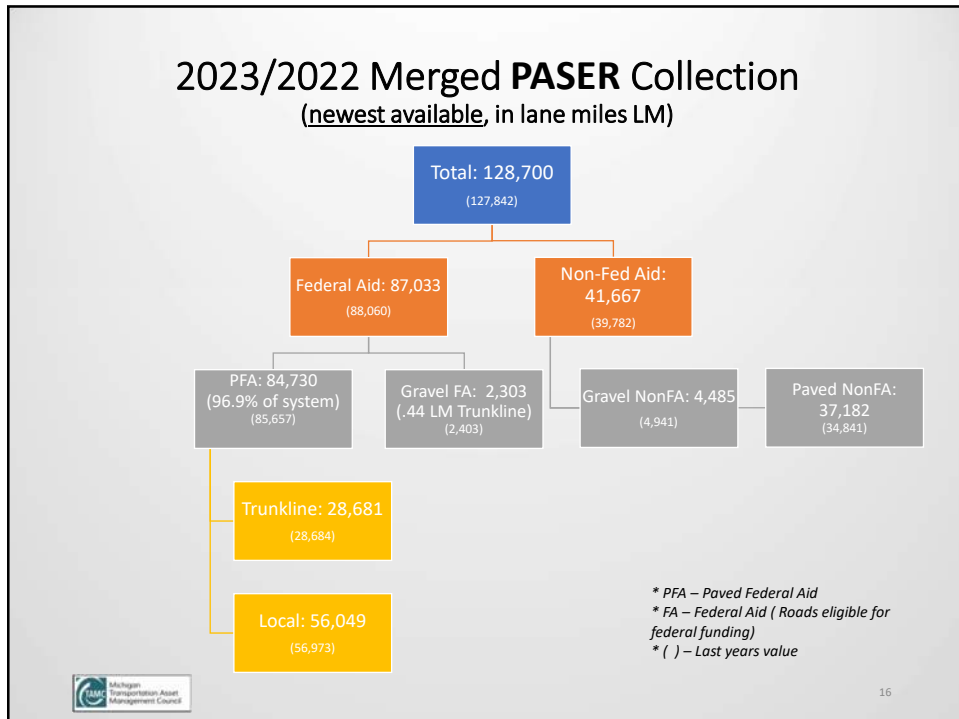 2023/2022 Merged PASER Collection
(newest available, in lane miles LM)
Total: 128,700
(127,842)
Federal Aid: 87,033
(88,060)
Non-Fed Aid:
41,667
(39,782)
PFA: 84,730
(96.9% of system)
(85,657)
Gravel FA: 2,303
(.44 LM Trunkline)
(2,403)
Gravel NonFA: 4,485
(4,941)
Paved NonFA:
37,182
(34,841)
Trunkline: 28,681
(28,684)
Local: 56,049
(56,973)
* PFA – Paved Federal Aid
* FA – Federal Aid ( Roads eligible for
federal funding)
* ( ) – Last years value
TAMC
Michigan
Transportation Asset
Management Council
16